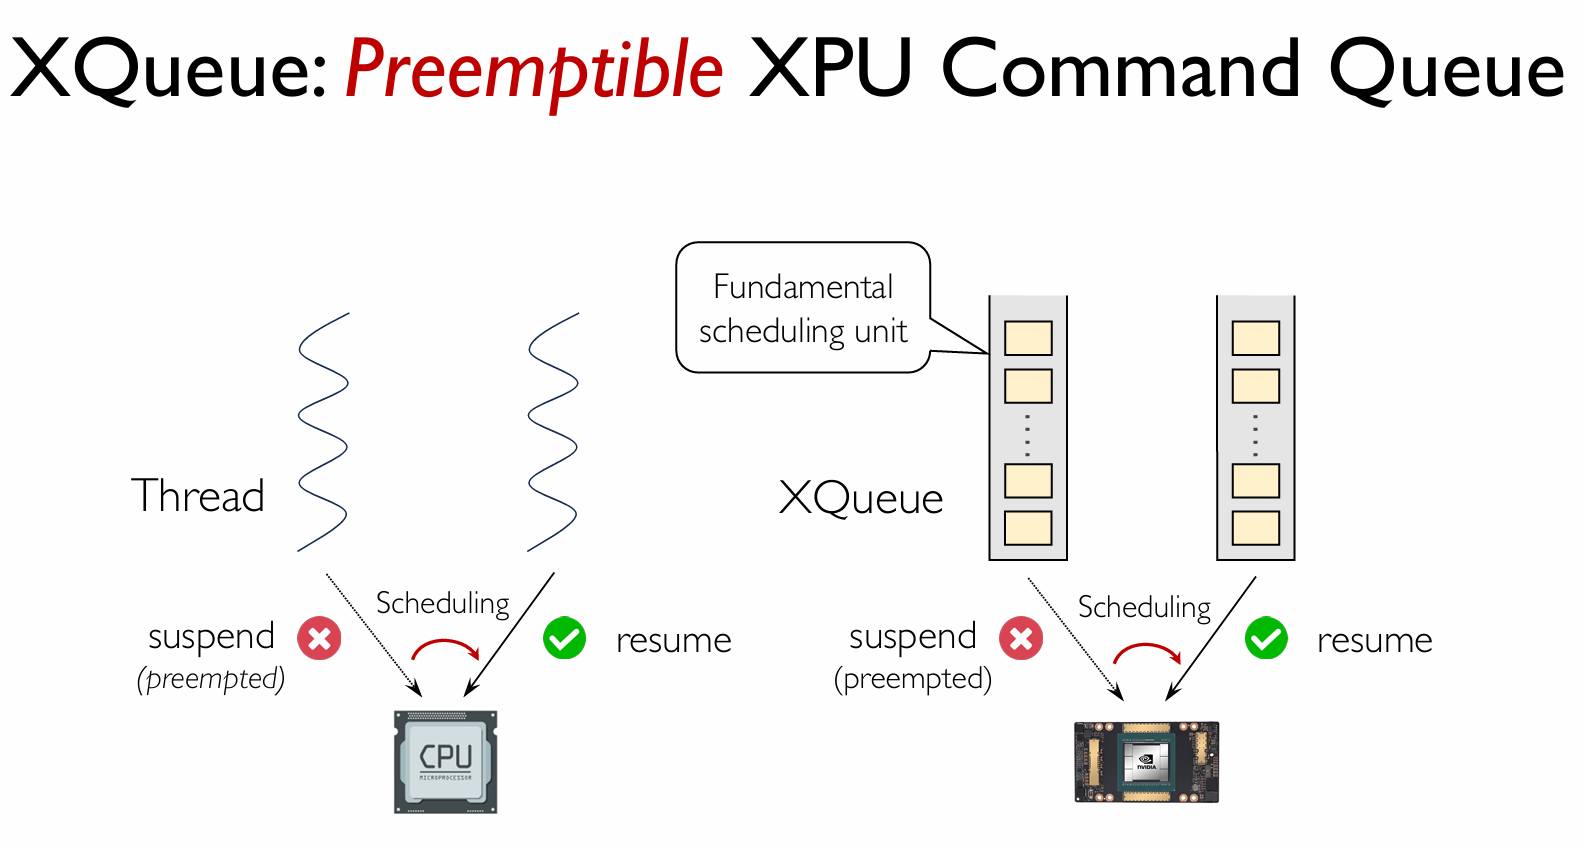 XQueue: Preemptible XPU Command Queue
Fundamental
scheduling unit
Thread
XQueue
Scheduling
suspend
(preempted)
resume
Scheduling
suspend
(preempted)
resume
CPU
MICROPROCESSOR
NVIDIA